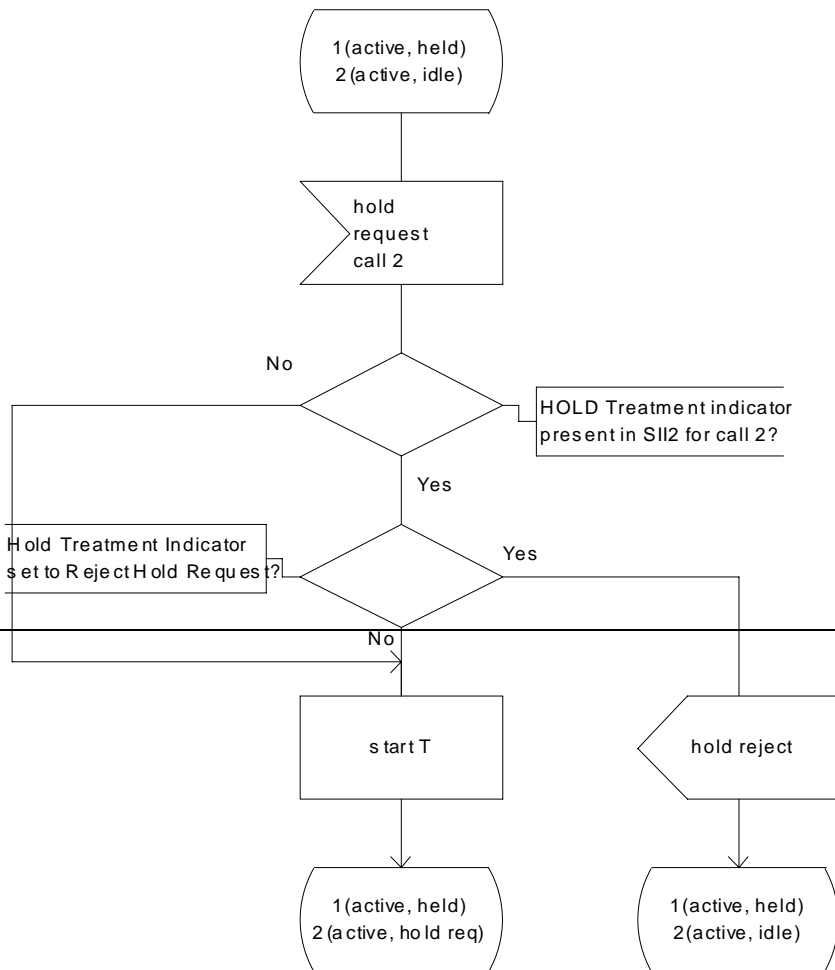 1(active, held)
2(active, idle)
hold
request
call 2
No
HOLD Treatment indicator
present in SII2 for call 2?
Yes
Hold Treatment Indicator
set to Reject Hold Request?
Yes
No
start T
hold reject
1(active, held)
2(active, hold req)
1(active, held)
2(active, idle)